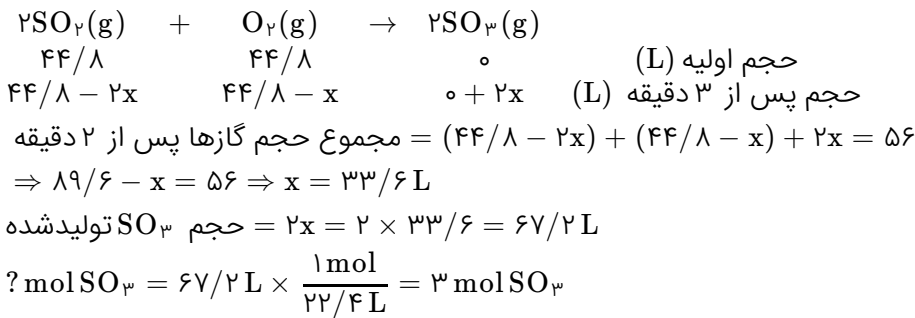 ۲SO₂(g) + O₂(g) → ۲SO₃(g)
۴۴/۸ ۴۴/۸ ۰ حجم اولیه (L)
۴۴/۸ − ۲x ۴۴/۸ − x ۰ + ۲x حجم پس از ۳ دقیقه (L)
مجموع حجم گازها پس از ۲ دقیقه = (۴۴/۸ − ۲x) + (۴۴/۸ − x) + ۲x = ۵۶
⇒ ۸۹/۶ − x = ۵۶ ⇒ x = ۳۳/۶ L
حجم SO₃ تولیدشده = ۲x = ۲ × ۳۳/۶ = ۶۷/۲ L
? mol SO₃ = ۶۷/۲ L × ۱ mol / ۲۲/۴ L = ۳ mol SO₃